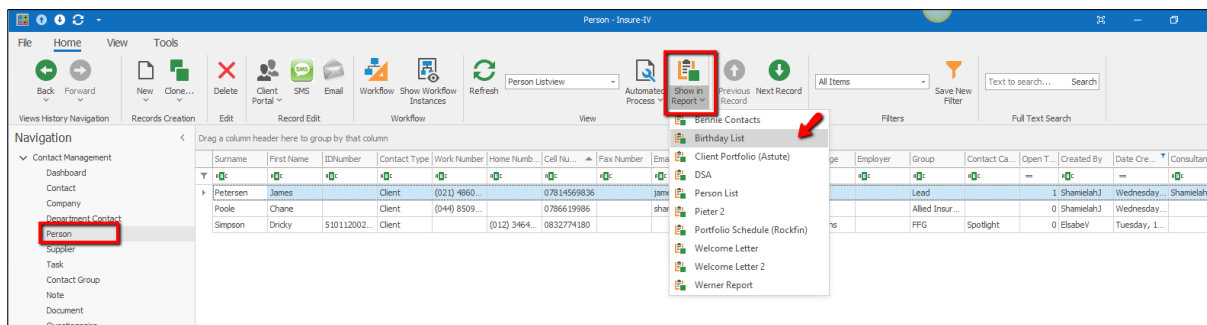 Person - Insure-IV
File Home View Tools
Back Forward New Clone... Delete Client Portal SMS Email Workflow Show Workflow Instances Refresh Person Listview Automated Process Show in Report Previous Record Next Record All Items Save New Filter Text to search... Search
Views History Navigation Records Creation Edit Record Edit Workflow View Filters Full Text Search
Navigation
Drag a column header here to group by that column
Contact Management
Dashboard
Contact
Company
Department Contact
Person
Supplier
Task
Contact Group
Note
Document
Surname First Name IDNumber Contact Type Work Number Home Numb... Cell Nu... Fax Number Employer Group Contact Ca... Open T... Created By Date Cre... Consultan
Petersen James Client (021) 4860... 07814569836 Lead 1 ShamielahJ Wednesday... Shamielah
Poole Chane Client (044) 8509... 0786619986 Allied Insur... 0 ShamielahJ Wednesday...
Simpson Dricky 510112002... Client (012) 3464... 0832774180 FFG Spotlight 0 ElsabeV Tuesday, 1...
Bennie Contacts
Birthday List
Client Portfolio (Astute)
DSA
Person List
Pieter 2
Portfolio Schedule (Rockfin)
Welcome Letter
Welcome Letter 2
Werner Report